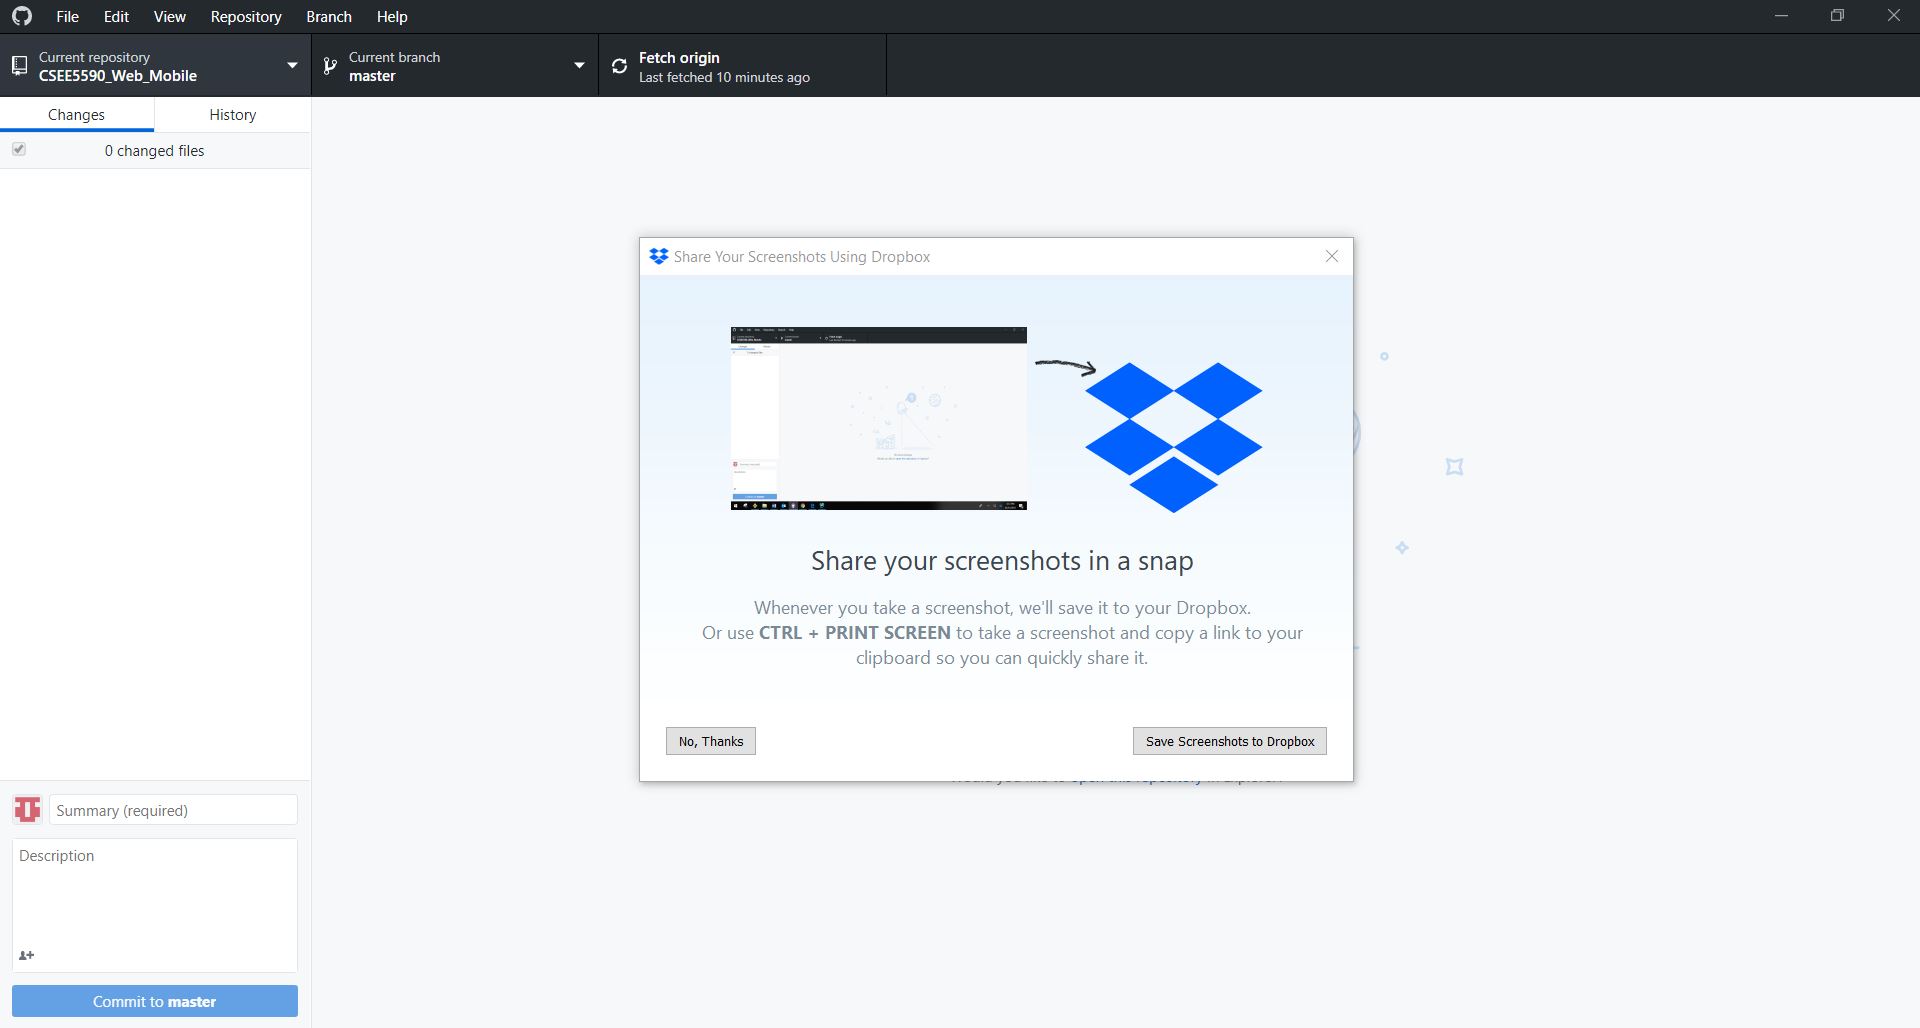 File Edit View Repository Branch Help
Current repository
CSEE5590_Web_Mobile
Current branch
master
Fetch origin
Last fetched 10 minutes ago
Changes History
0 changed files
Share Your Screenshots Using Dropbox
Share your screenshots in a snap
Whenever you take a screenshot, we'll save it to your Dropbox.
Or use CTRL + PRINT SCREEN to take a screenshot and copy a link to your
clipboard so you can quickly share it.
No, Thanks
Save Screenshots to Dropbox
Summary (required)
Description
Commit to master